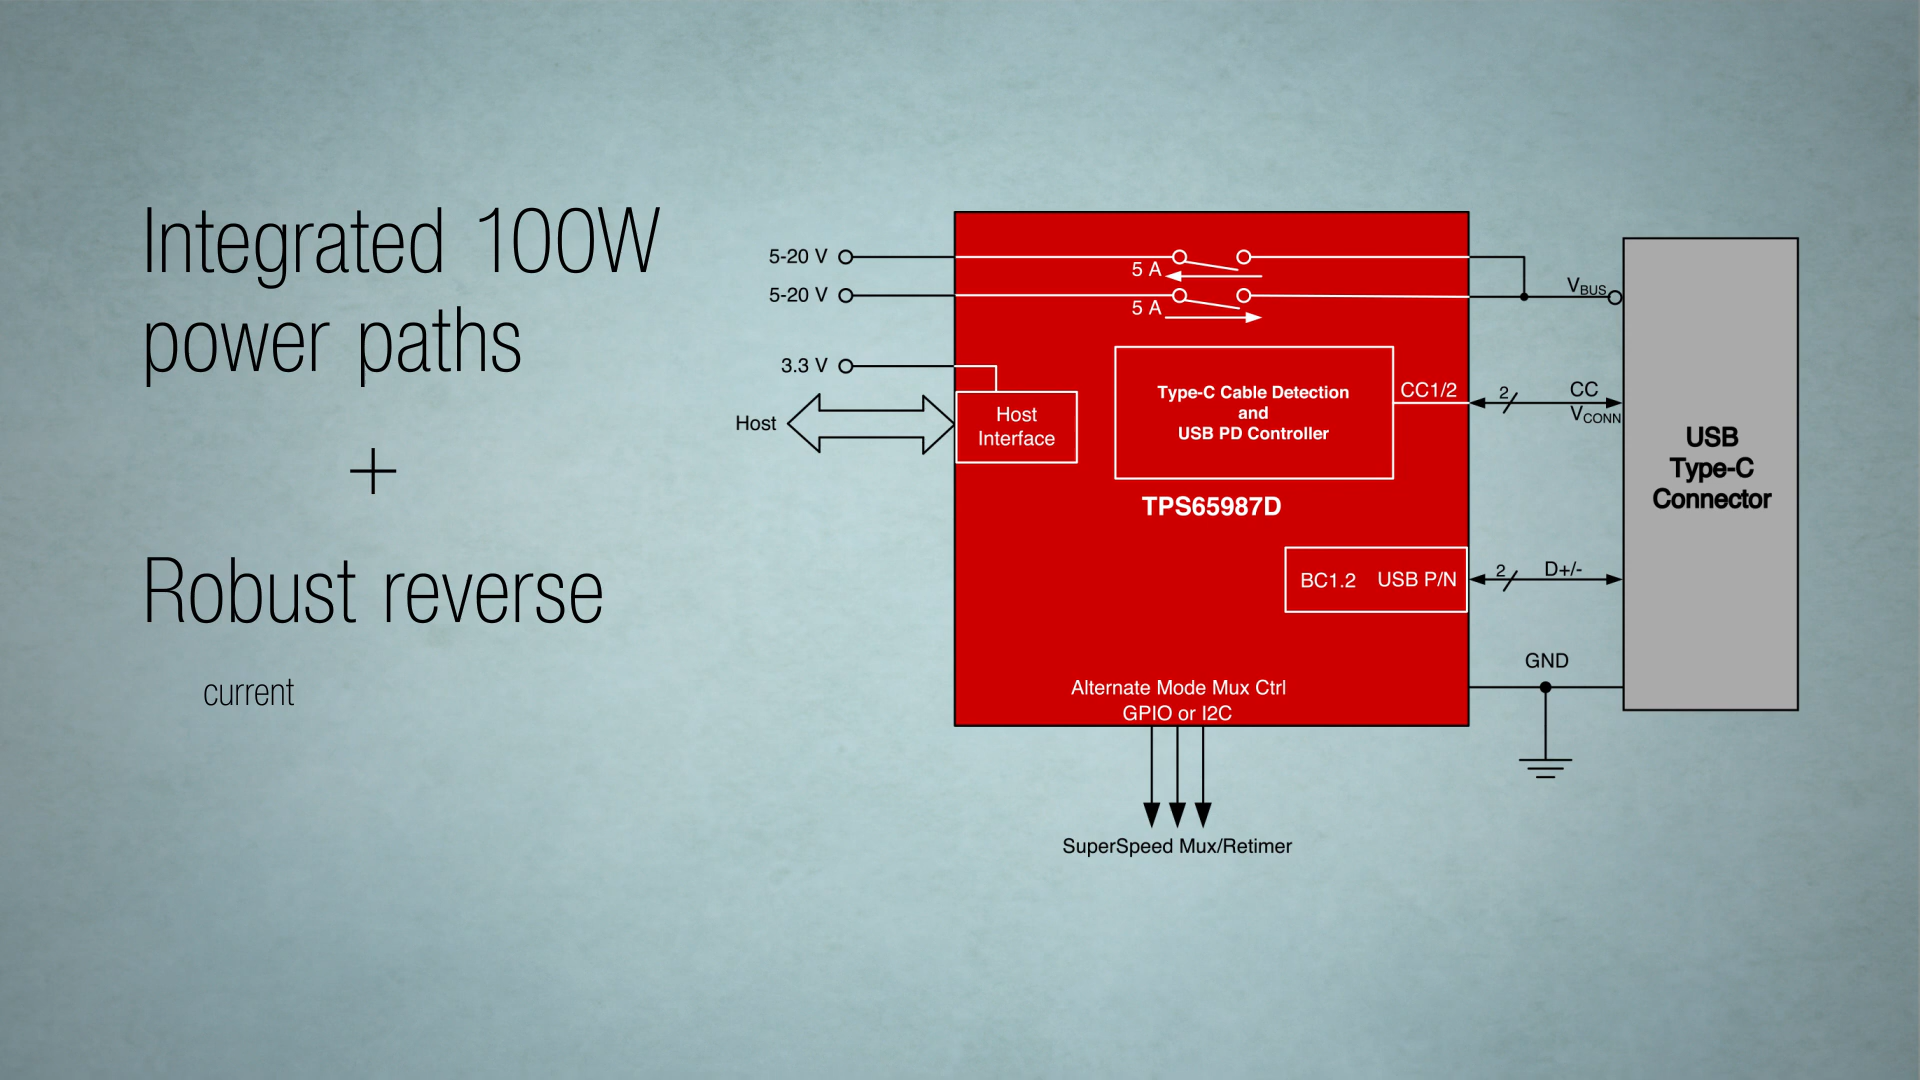 Integrated 100W
power paths
+
Robust reverse
current
5-20 V
5 A
5-20 V
5 A
VBUS
3.3 V
Host
Host
Interface
Type-C Cable Detection
and
USB PD Controller
CC1/2
2
CC
VCONN
TPS65987D
USB
Type-C
Connector
BC1.2 USB P/N
2
D+/-
GND
Alternate Mode Mux Ctrl
GPIO or I2C
SuperSpeed Mux/Retimer